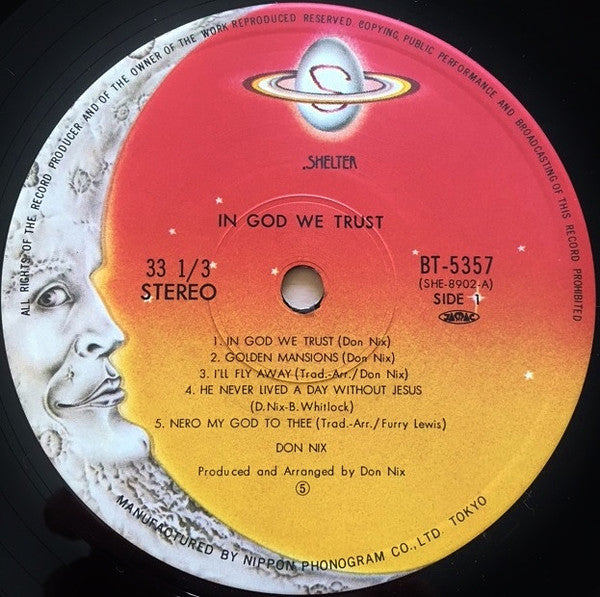 ALL RIGHTS OF THE RECORD PRODUCER AND OF THE OWNER OF THE WORK REPRODUCED RESERVED. COPYING, PUBLIC PERFORMANCE AND BROADCASTING OF THIS RECORD PROHIBITED
S
.SHELTER
IN GOD WE TRUST
33 1/3
STEREO
BT-5357
(SHE-8902-A)
SIDE 1
JASRAC
1. IN GOD WE TRUST (Don Nix)
2. GOLDEN MANSIONS (Don Nix)
3. I'LL FLY AWAY (Trad.-Arr./Don Nix)
4. HE NEVER LIVED A DAY WITHOUT JESUS
(D.Nix-B.Whitlock)
5. NERO MY GOD TO THEE (Trad.-Arr./Furry Lewis)
DON NIX
Produced and Arranged by Don Nix
⑤
MANUFACTURED BY NIPPON PHONOGRAM CO., LTD. TOKYO